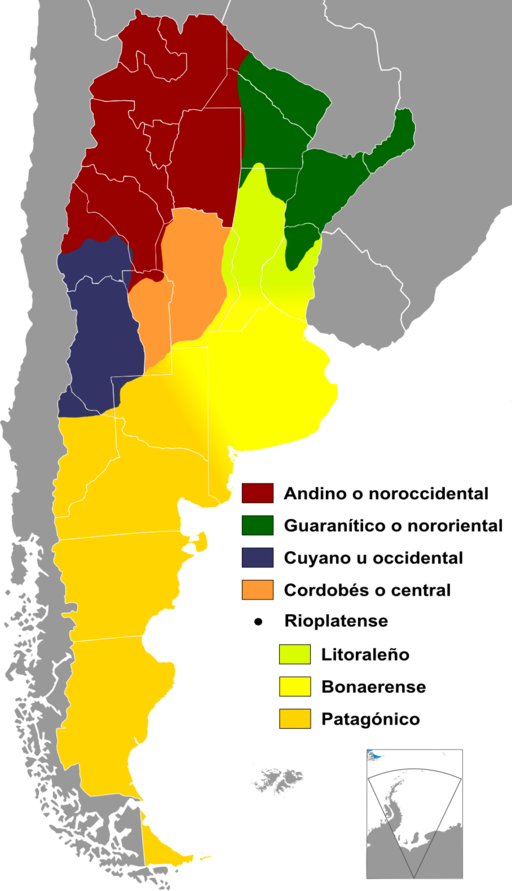 Andino o noroccidental
Guaranítico o nororiental
Cuyano u occidental
Cordobés o central
Rioplatense
Litoraleño
Bonaerense
Patagónico